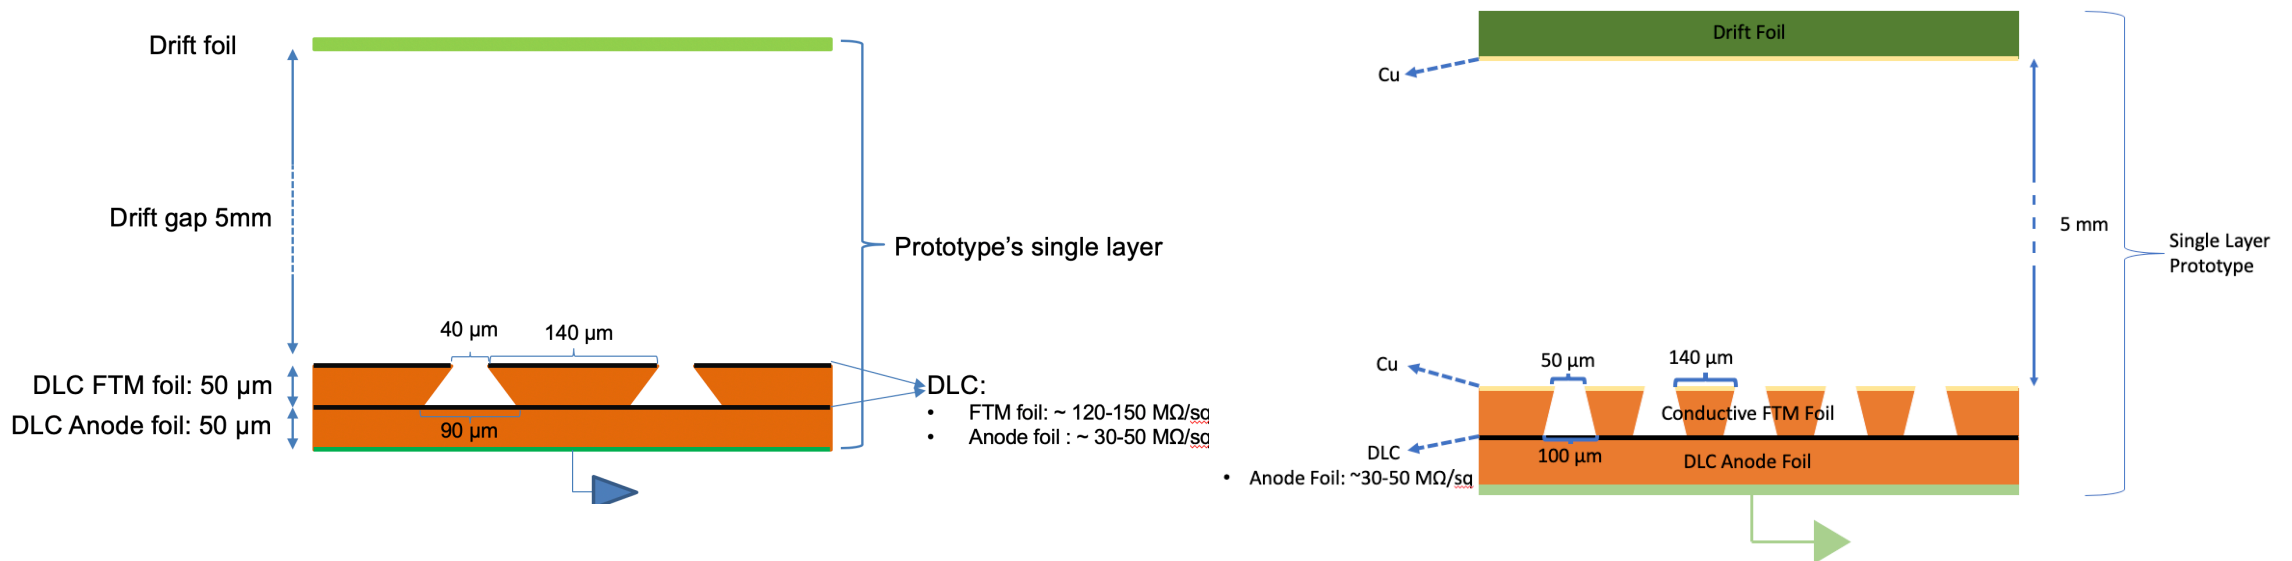 Drift foil
Drift gap 5mm
40 µm
140 µm
DLC FTM foil: 50 µm
DLC Anode foil: 50 µm
90 µm
Prototype’s single layer
DLC:
• FTM foil: ~ 120-150 MΩ/sq
• Anode foil : ~ 30-50 MΩ/sq
Drift Foil
Cu
5 mm
Single Layer
Prototype
Cu
50 µm
140 µm
Conductive FTM Foil
DLC
100 µm
DLC Anode Foil
• Anode Foil: ~30-50 MΩ/sq